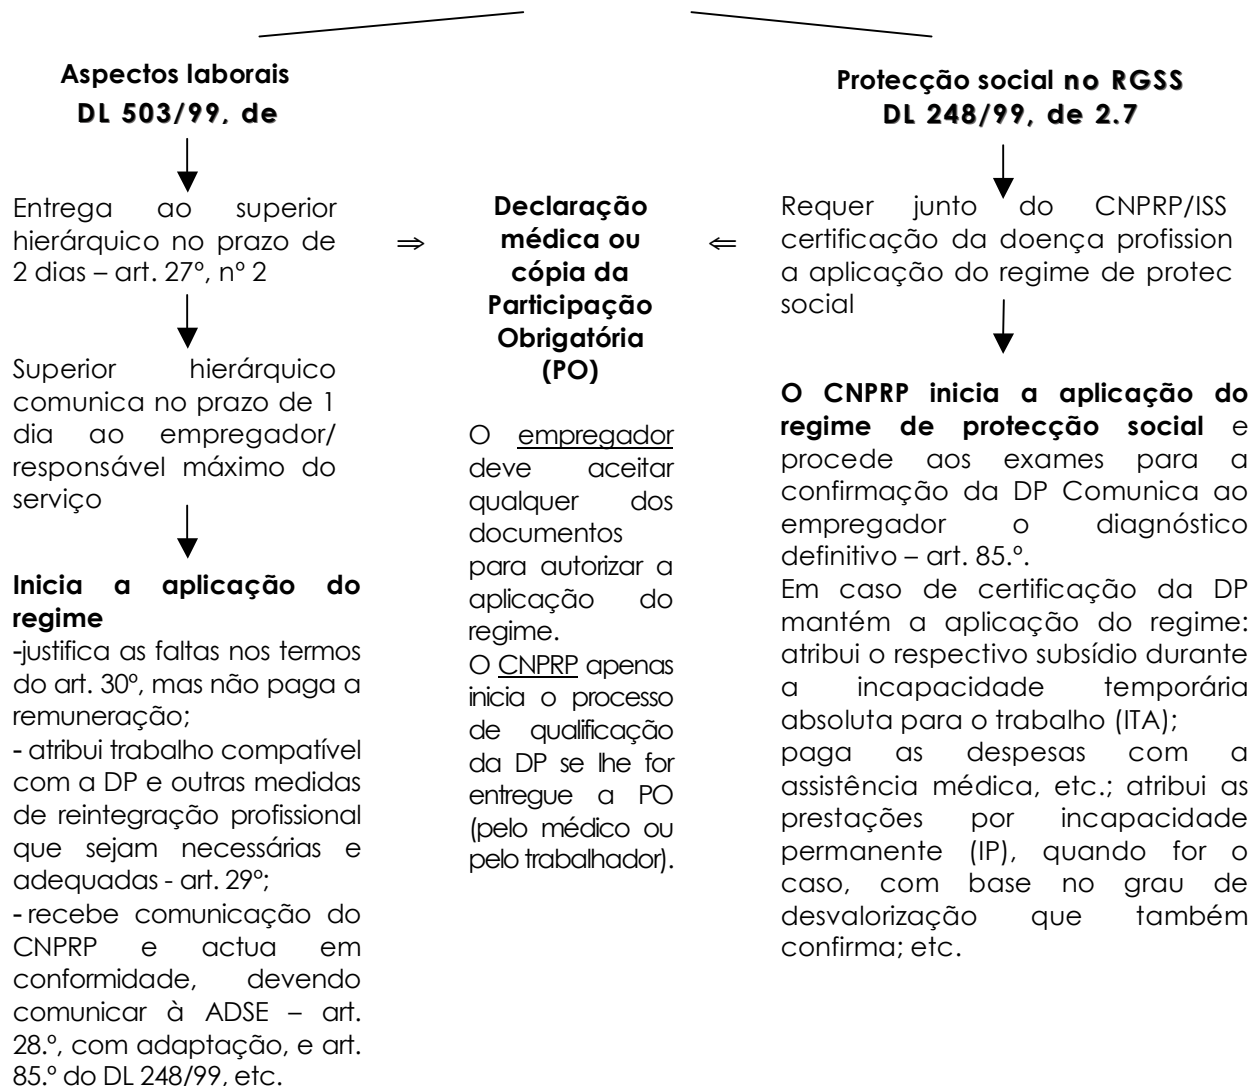 Aspectos laborais
DL 503/99, de
Entrega ao superior
hierárquico no prazo de
2 dias – art. 27º, nº 2
Superior hierárquico
comunica no prazo de 1
dia ao empregador/
responsável máximo do
serviço
Inicia a aplicação do
regime
-justifica as faltas nos termos
do art. 30º, mas não paga a
remuneração;
- atribui trabalho compatível
com a DP e outras medidas
de reintegração profissional
que sejam necessárias e
adequadas - art. 29º;
- recebe comunicação do
CNPRP e actua em
conformidade, devendo
comunicar à ADSE – art.
28.º, com adaptação, e art.
85.º do DL 248/99, etc.
⇒
Declaração
médica ou
cópia da
Participação
Obrigatória
(PO)
⇐
O empregador
deve aceitar
qualquer dos
documentos
para autorizar a
aplicação do
regime.
O CNPRP apenas
inicia o processo
de qualificação
da DP se lhe for
entregue a PO
(pelo médico ou
pelo trabalhador).
Protecção social no RGSS
DL 248/99, de 2.7
Requer junto do CNPRP/ISS
certificação da doença profission
a aplicação do regime de protec
social
O CNPRP inicia a aplicação do
regime de protecção social e
procede aos exames para a
confirmação da DP Comunica ao
empregador o diagnóstico
definitivo – art. 85.º.
Em caso de certificação da DP
mantém a aplicação do regime:
atribui o respectivo subsídio durante
a incapacidade temporária
absoluta para o trabalho (ITA);
paga as despesas com a
assistência médica, etc.; atribui as
prestações por incapacidade
permanente (IP), quando for o
caso, com base no grau de
desvalorização que também
confirma; etc.